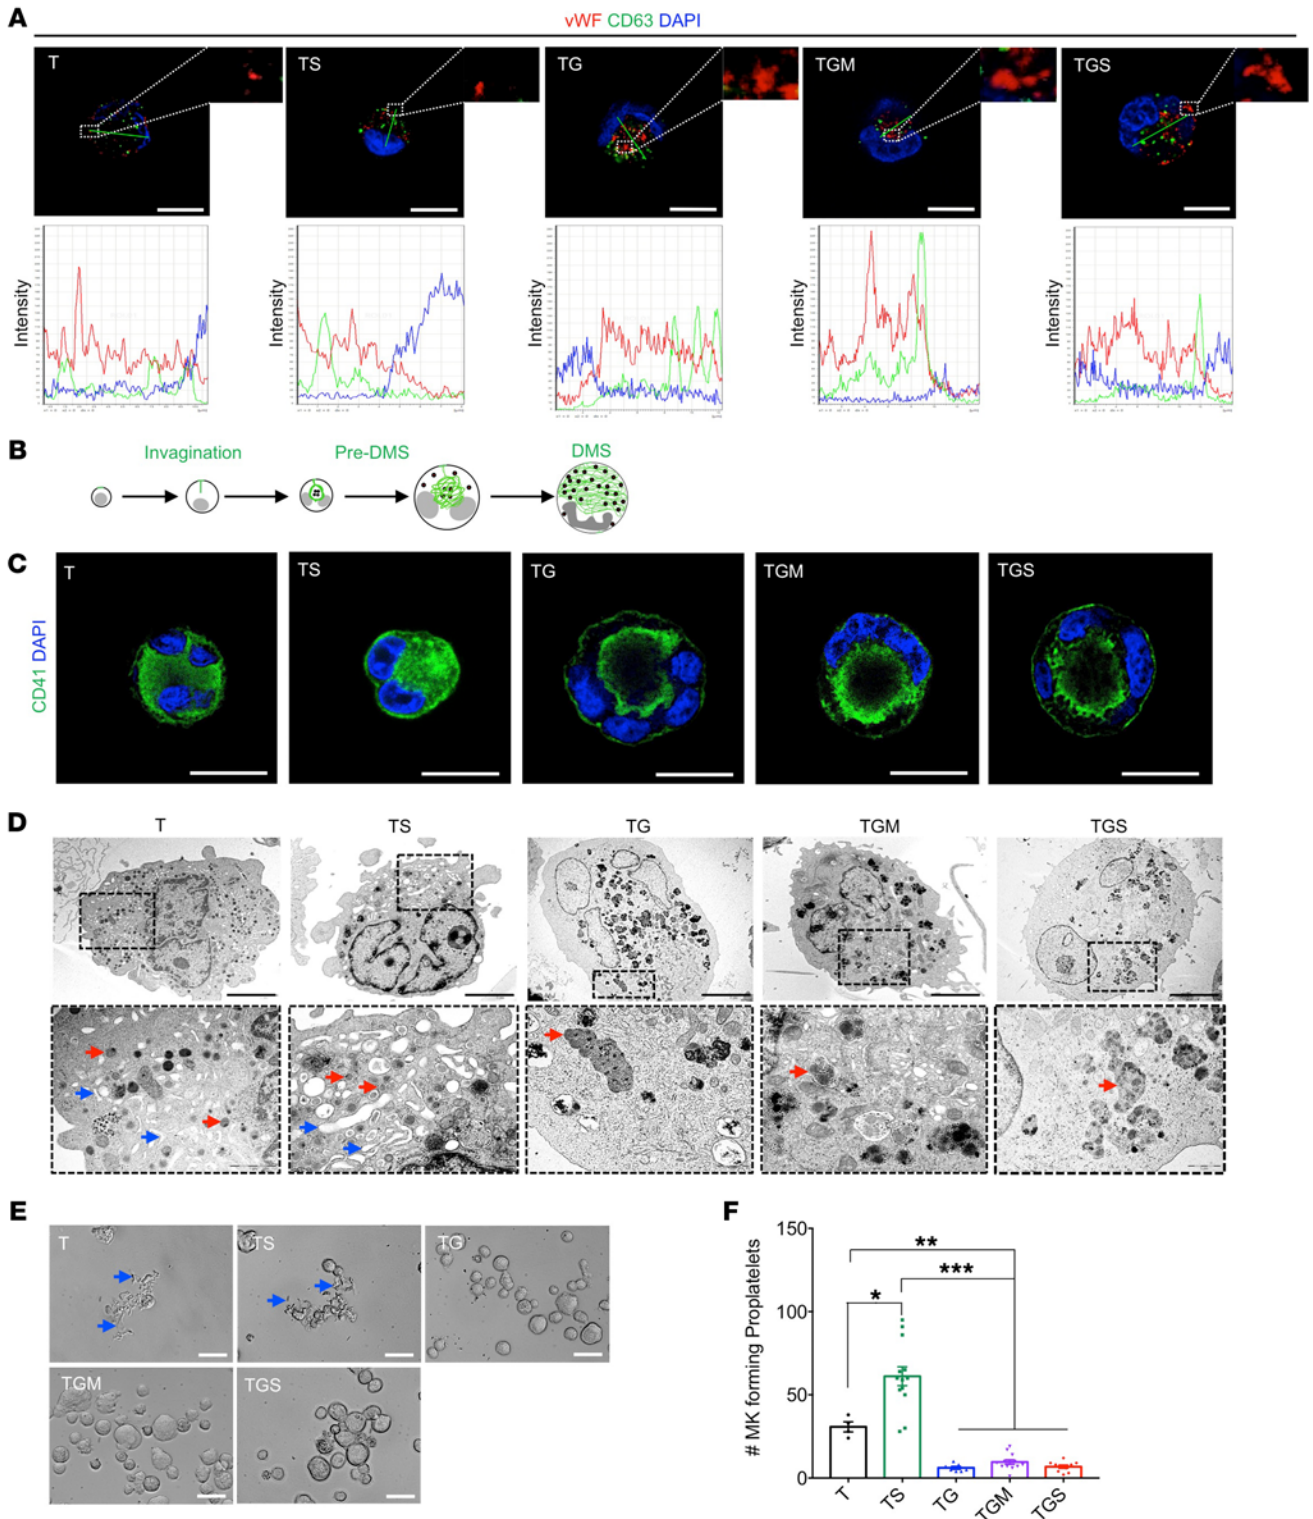 A
vWF CD63 DAPI
T
TS
TG
TGM
TGS
Intensity
Intensity
Intensity
Intensity
Intensity
B
Invagination
Pre-DMS
DMS
C
CD41 DAPI
T
TS
TG
TGM
TGS
D
T
TS
TG
TGM
TGS
E
T
TS
TG
TGM
TGS
F
# MK forming Proplatelets
150
100
50
0
**
***
*
T
TS
TG
TGM
TGS